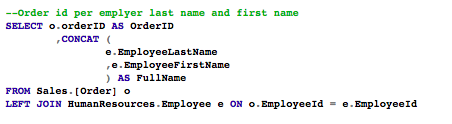 --Order id per emplyer last name and first name
SELECT o.orderID AS OrderID
,CONCAT (
e.EmployeeLastName
,e.EmployeeFirstName
) AS FullName
FROM Sales.[Order] o
LEFT JOIN HumanResources.Employee e ON o.EmployeeId = e.EmployeeId